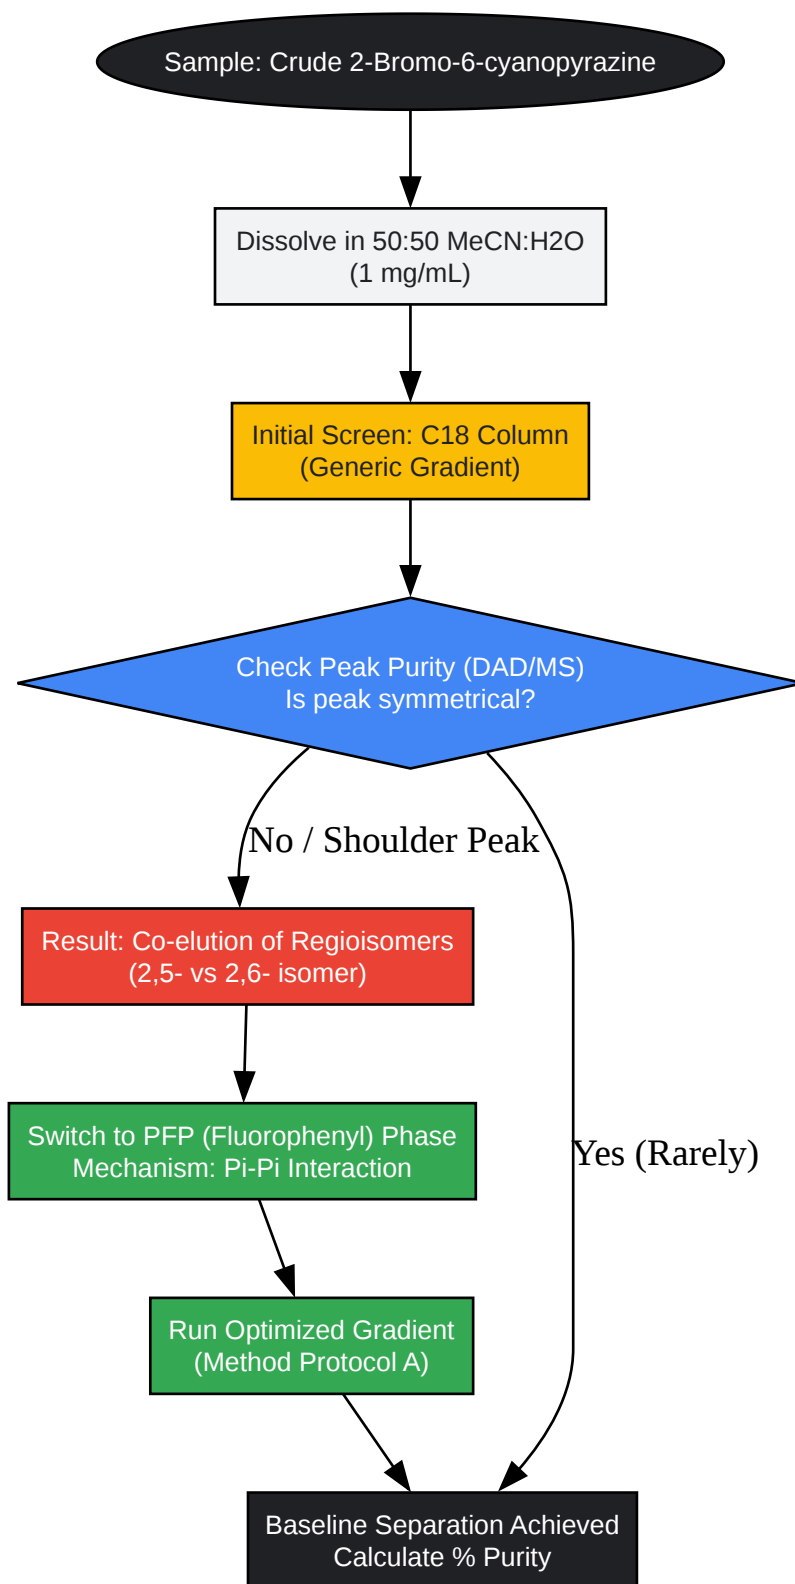 Sample: Crude 2-Bromo-6-cyanopyrazine
Dissolve in 50:50 MeCN:H2O
(1 mg/mL)
Initial Screen: C18 Column
(Generic Gradient)
Check Peak Purity (DAD/MS)
Is peak symmetrical?
No / Shoulder Peak
Result: Co-elution of Regioisomers
(2,5- vs 2,6- isomer)
Switch to PFP (Fluorophenyl) Phase
Mechanism: Pi-Pi Interaction
Yes (Rarely)
Run Optimized Gradient
(Method Protocol A)
Baseline Separation Achieved
Calculate % Purity